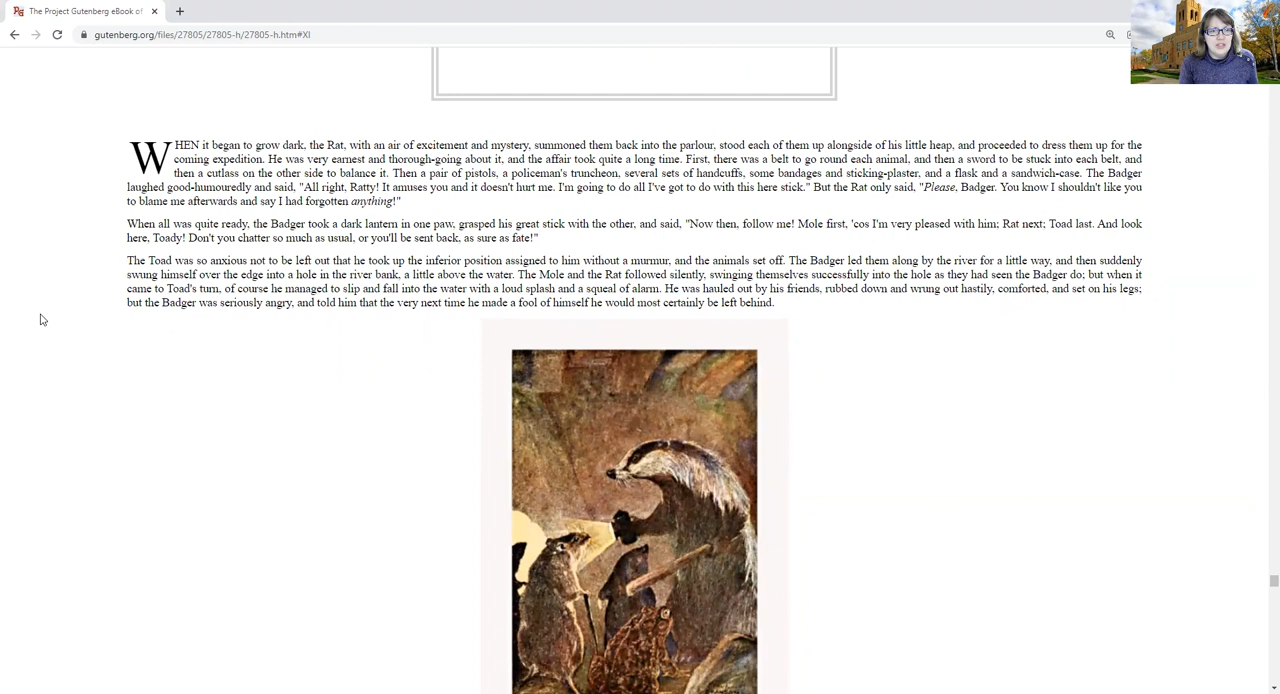 The Project Gutenberg eBook of
gutenberg.org/files/27805/27805-h/27805-h.htm#XI
WHEN it began to grow dark, the Rat, with an air of excitement and mystery, summoned them back into the parlour, stood each of them up alongside of his little heap, and proceeded to dress them up for the
coming expedition. He was very earnest and thorough-going about it, and the affair took quite a long time. First, there was a belt to go round each animal, and then a sword to be stuck into each belt, and
then a cutlass on the other side to balance it. Then a pair of pistols, a policeman's truncheon, several sets of handcuffs, some bandages and sticking-plaster, and a flask and a sandwich-case. The Badger
laughed good-humouredly and said, "All right, Ratty! It amuses you and it doesn't hurt me. I'm going to do all I've got to do with this here stick." But the Rat only said, "Please, Badger. You know I shouldn't like you
to blame me afterwards and say I had forgotten anything!"
When all was quite ready, the Badger took a dark lantern in one paw, grasped his great stick with the other, and said, "Now then, follow me! Mole first, 'cos I'm very pleased with him; Rat next; Toad last. And look
here, Toady! Don't you chatter so much as usual, or you'll be sent back, as sure as fate!"
The Toad was so anxious not to be left out that he took up the inferior position assigned to him without a murmur, and the animals set off. The Badger led them along by the river for a little way, and then suddenly
swung himself over the edge into a hole in the river bank, a little above the water. The Mole and the Rat followed silently, swinging themselves successfully into the hole as they had seen the Badger do; but when it
came to Toad's turn, of course he managed to slip and fall into the water with a loud splash and a squeal of alarm. He was hauled out by his friends, rubbed down and wrung out hastily, comforted, and set on his legs;
but the Badger was seriously angry, and told him that the very next time he made a fool of himself he would most certainly be left behind.